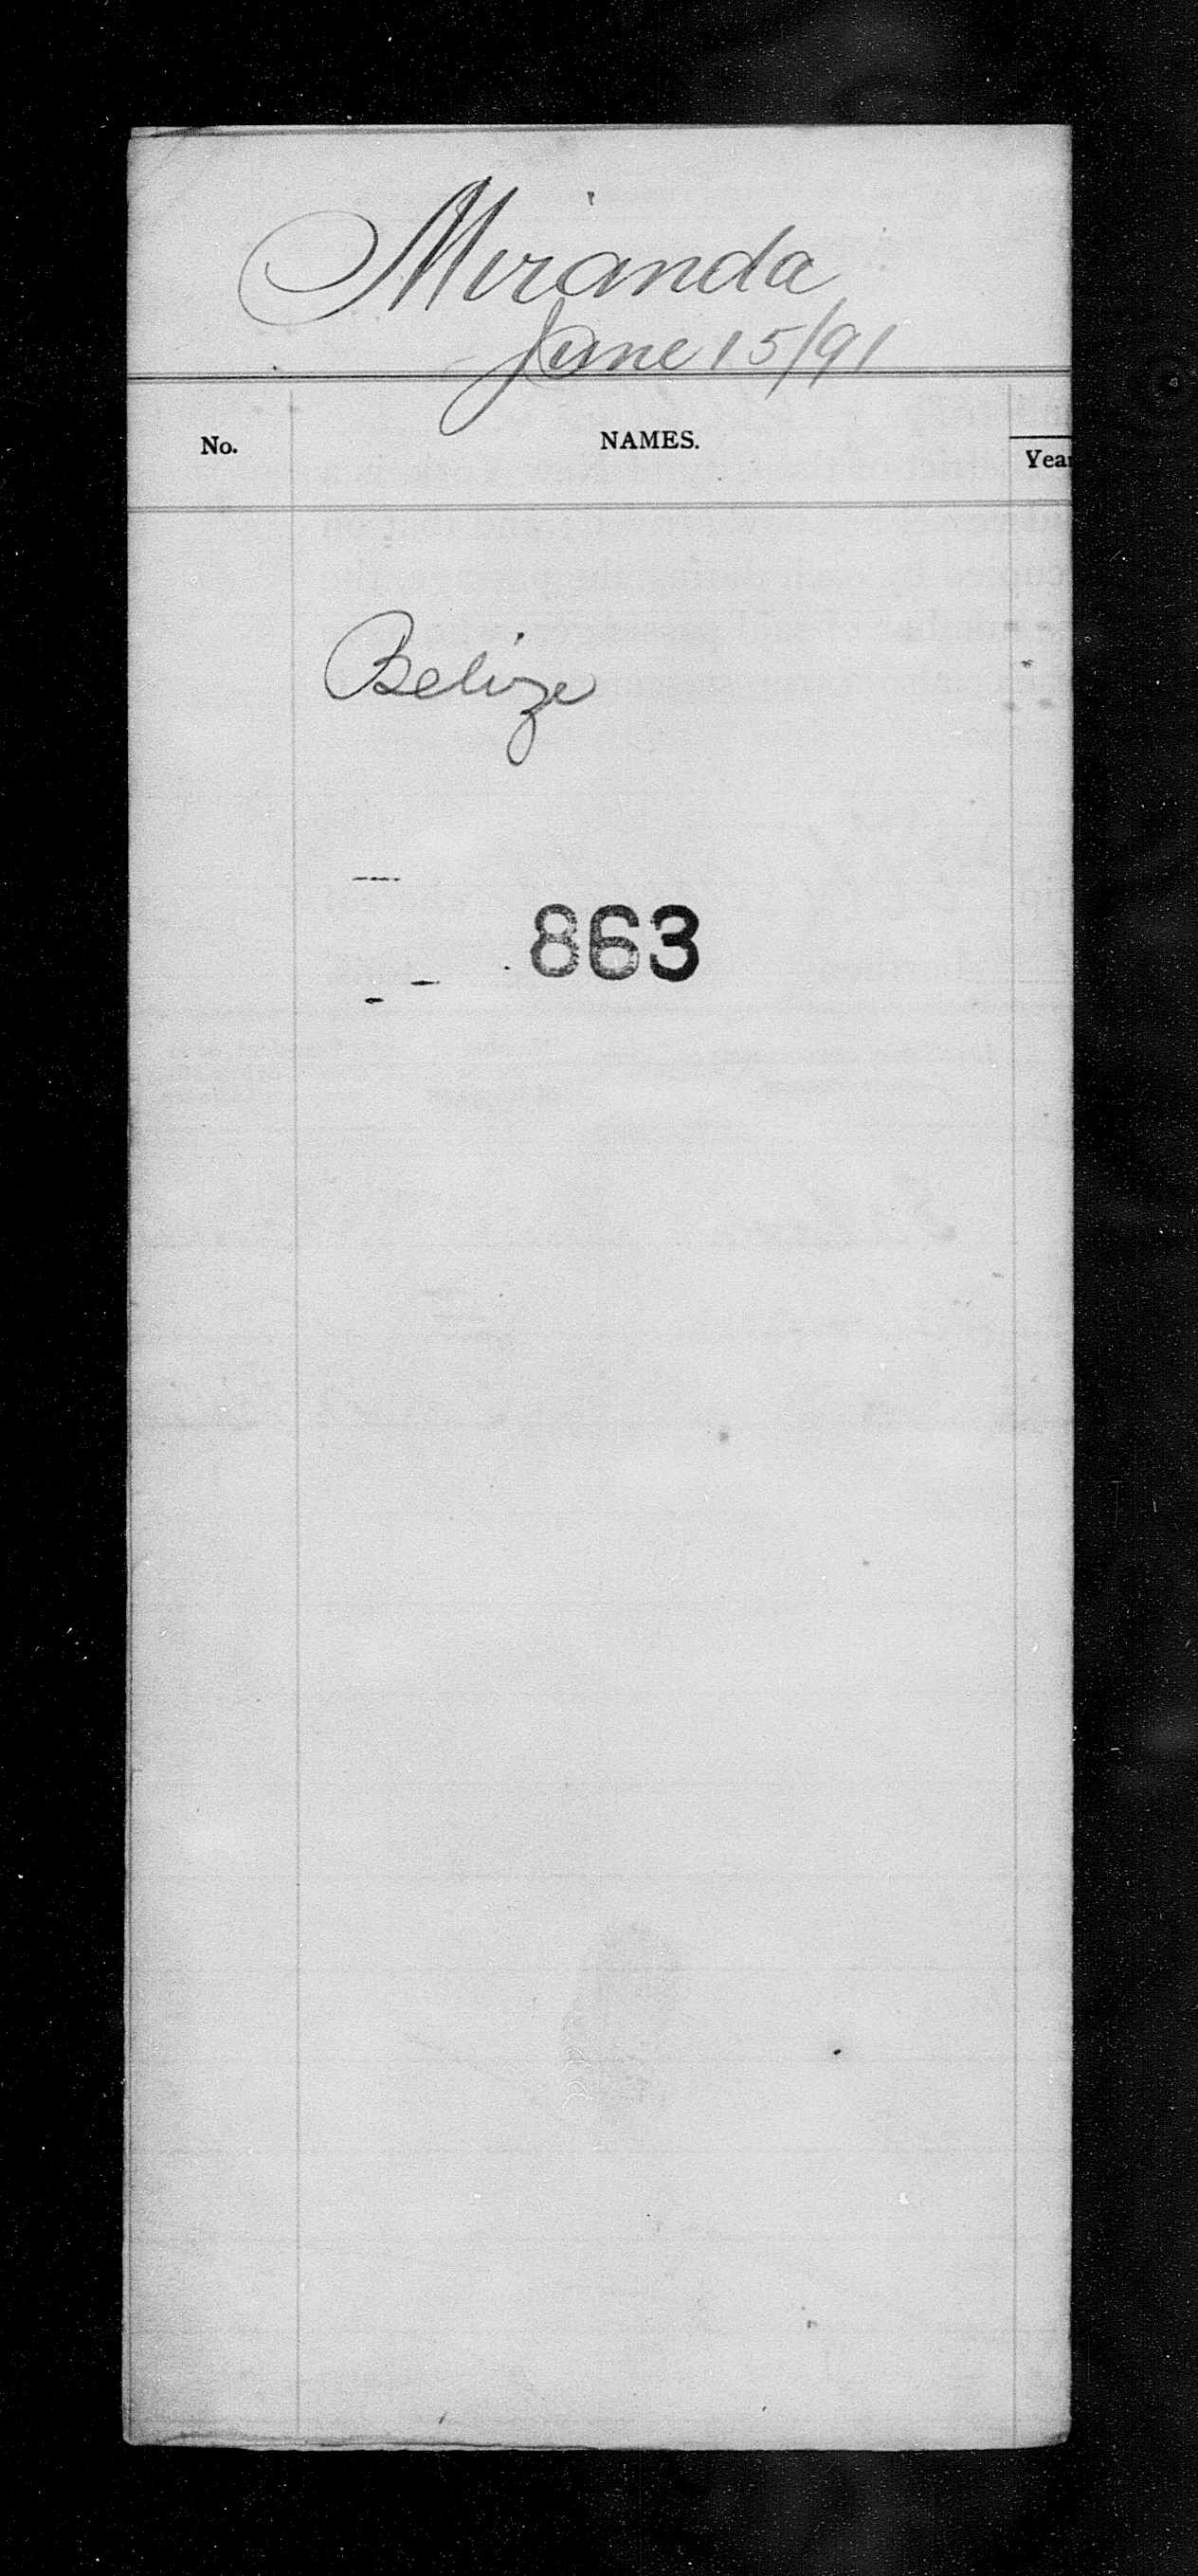 Miranda
June 15/91
No. NAMES. Year
Belize
863